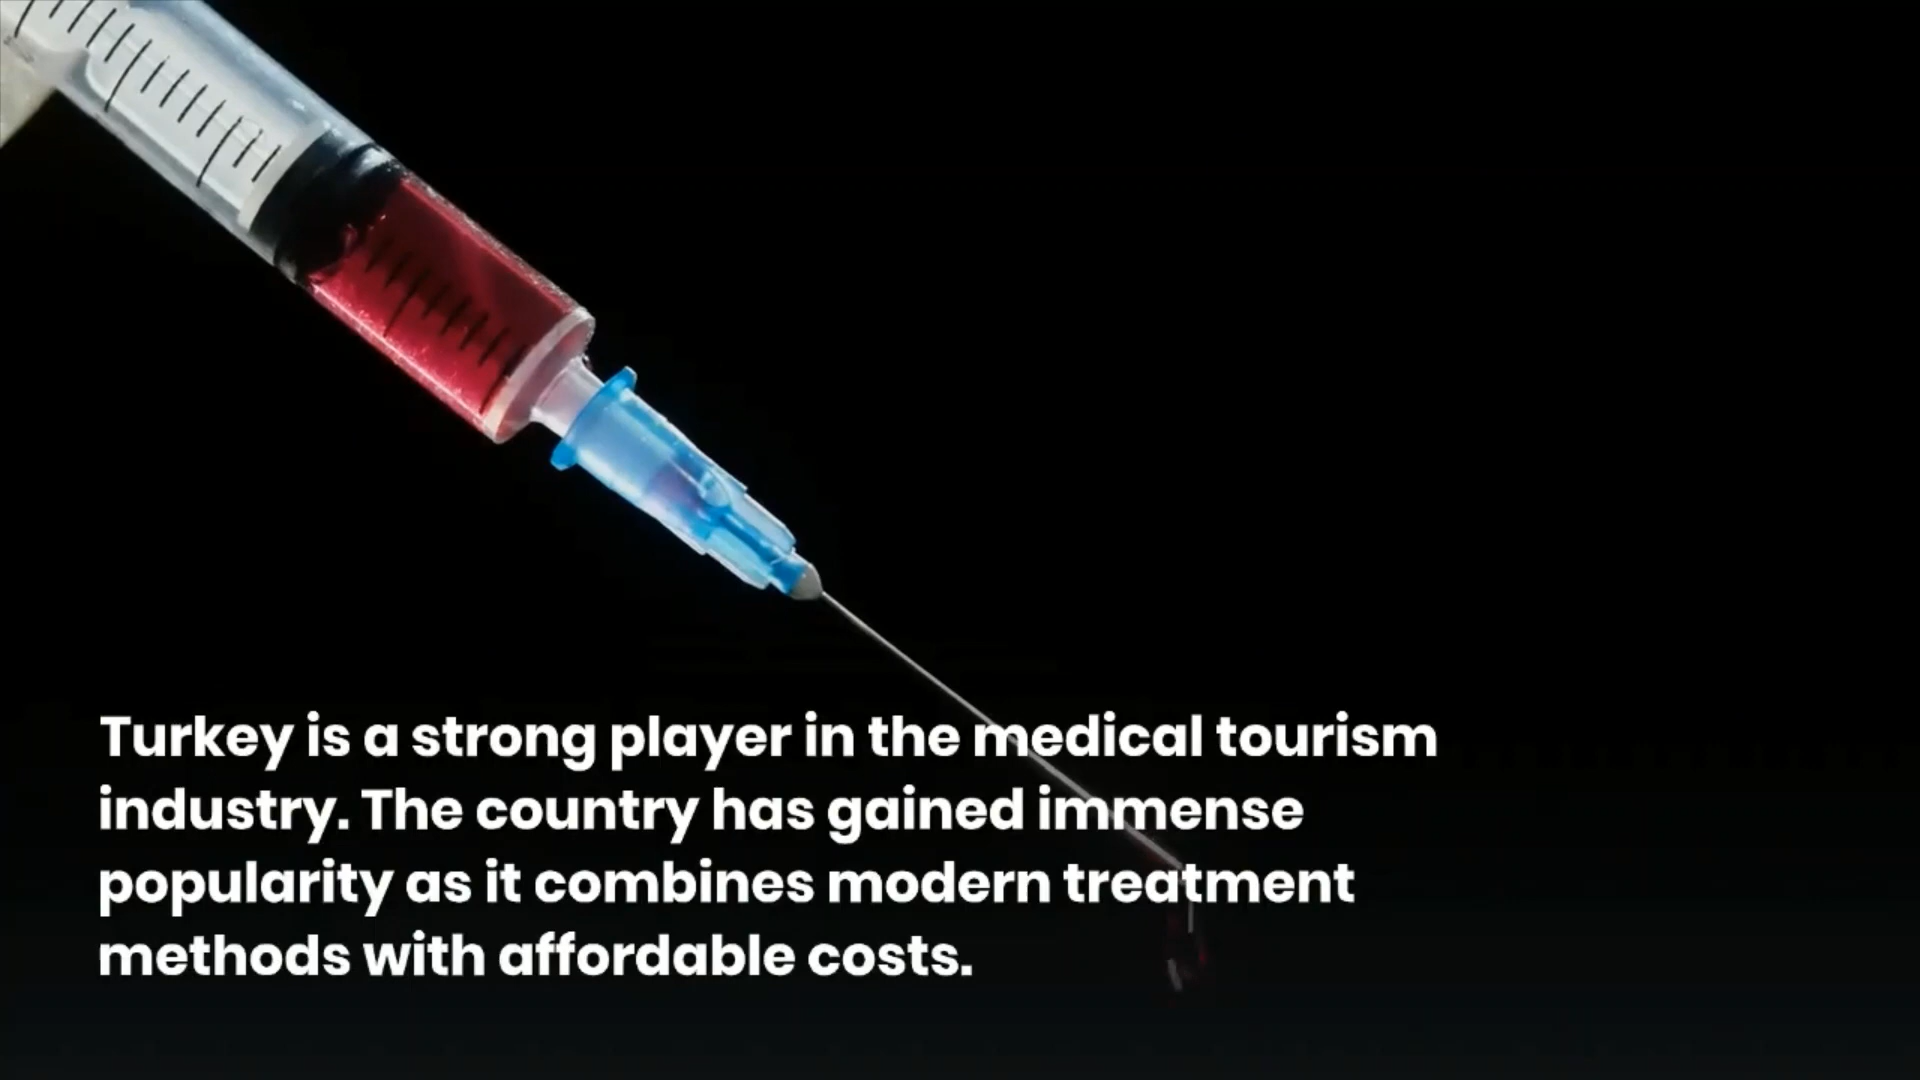 Turkey is a strong player in the medical tourism
industry. The country has gained immense
popularity as it combines modern treatment
methods with affordable costs.